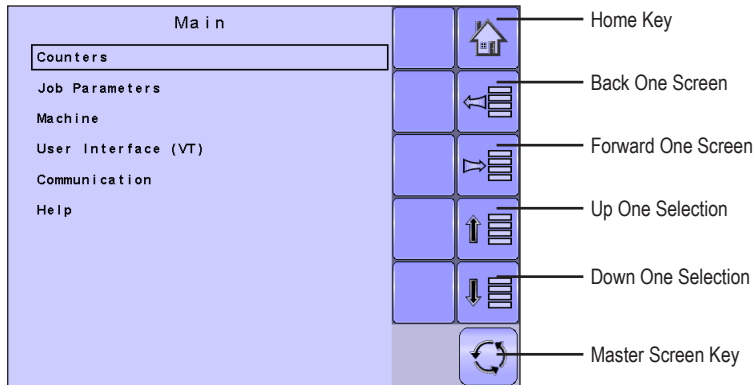 Main
Counters
Job Parameters
Machine
User Interface (VT)
Communication
Help
Home Key
Back One Screen
Forward One Screen
Up One Selection
Down One Selection
Master Screen Key